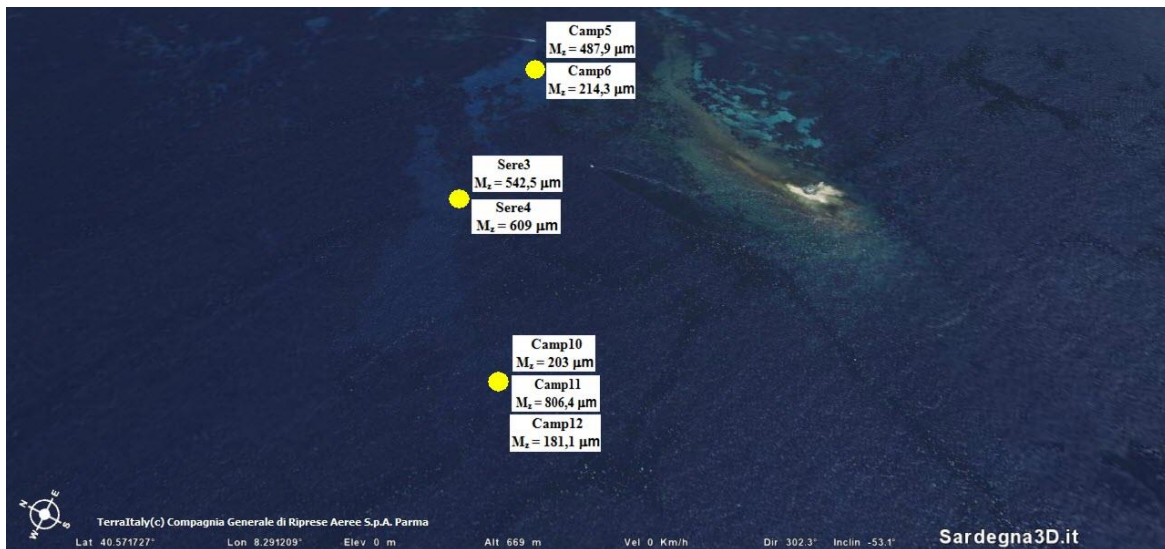 Camp5
Mz = 487,9 μm
Camp6
Mz = 214,3 μm
Sere3
Mz = 542,5 μm
Sere4
Mz = 609 μm
Camp10
Mz = 203 μm
Camp11
Mz = 806,4 μm
Camp12
Mz = 181,1 μm
N E
W S
TerraItaly(c) Compagnia Generale di Riprese Aeree S.p.A. Parma
Sardegna3D.it
Lat 40.571727° Lon 8.291209° Elev 0 m Alt 669 m Vel 0 Km/h Dir 302.3° Inclin -53.1°